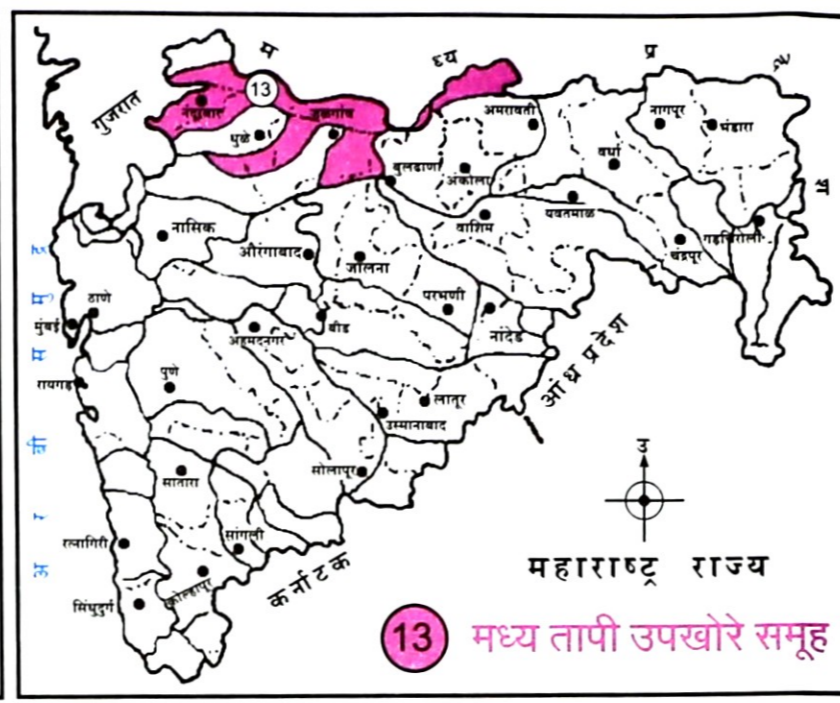 म ध्य प्र दे
श
गुजरात
13
नंदुरबार
धुळे
जळगांव
अमरावती
नागपूर
भंडारा
बुलढाणा
अकोला
वर्धा
नासिक
औरंगाबाद
जालना
वाशिम
यवतमाळ
चंद्रपूर
गडचिरोली
ठाणे
मुंबई
रायगड
अहमदनगर
बीड
परभणी
नांदेड
आंध्र प्रदेश
पुणे
लातूर
उस्मानाबाद
सातारा
सोलापूर
सांगली
रत्नागिरी
कोल्हापूर
सिंधुदुर्ग
कर्नाटक
अ र बी स मु द्र
उ
महाराष्ट्र राज्य
13 मध्य तापी उपखोरे समूह